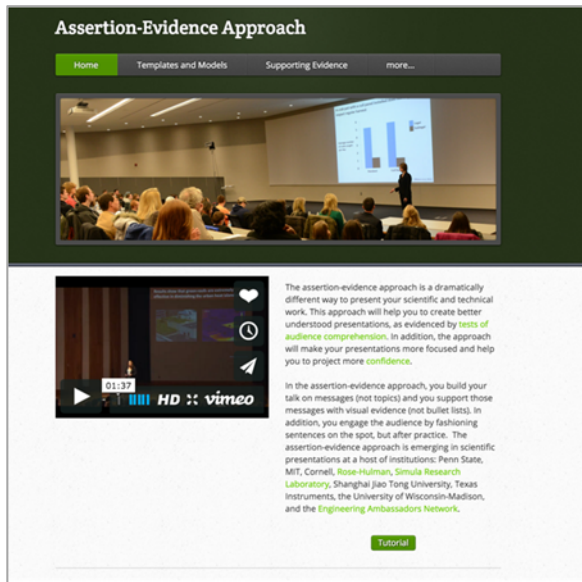 Assertion-Evidence Approach
Home Templates and Models Supporting Evidence more...
The assertion-evidence approach is a dramatically
different way to present your scientific and technical
work. This approach will help you to create better
understood presentations, as evidenced by tests of
audience comprehension. In addition, the approach
will make your presentations more focused and help
you to project more confidence.
01:37
HD vimeo
In the assertion-evidence approach, you build your
talk on messages (not topics) and you support those
messages with visual evidence (not bullet lists). In
addition, you engage the audience by fashioning
sentences on the spot, but after practice. The
assertion-evidence approach is emerging in scientific
presentations at a host of institutions: Penn State,
MIT, Cornell, Rose-Hulman, Simula Research
Laboratory, Shanghai Jiao Tong University, Texas
Instruments, the University of Wisconsin-Madison,
and the Engineering Ambassadors Network.
Tutorial